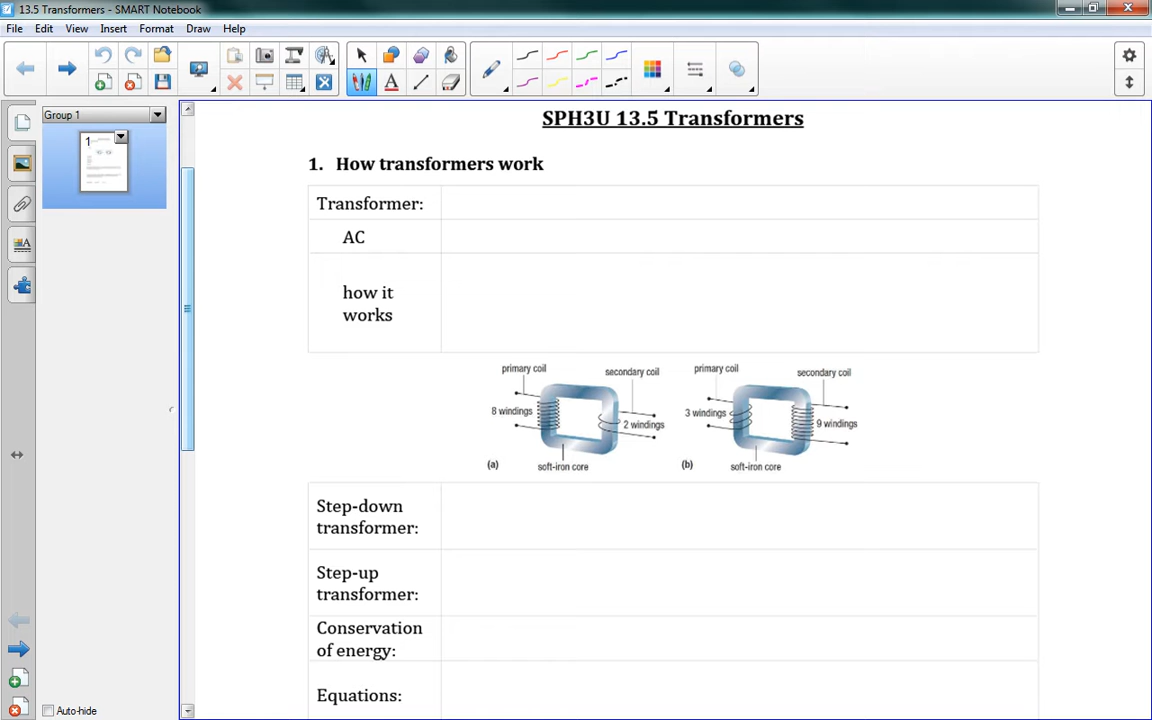 13.5 Transformers - SMART Notebook
File Edit View Insert Format Draw Help
Group 1
1
SPH3U 13.5 Transformers
1. How transformers work
Transformer:
AC
how it
works
primary coil
secondary coil
primary coil
secondary coil
8 windings
2 windings
3 windings
9 windings
(a)
soft-iron core
(b)
soft-iron core
Step-down
transformer:
Step-up
transformer:
Conservation
of energy:
Equations:
Auto-hide